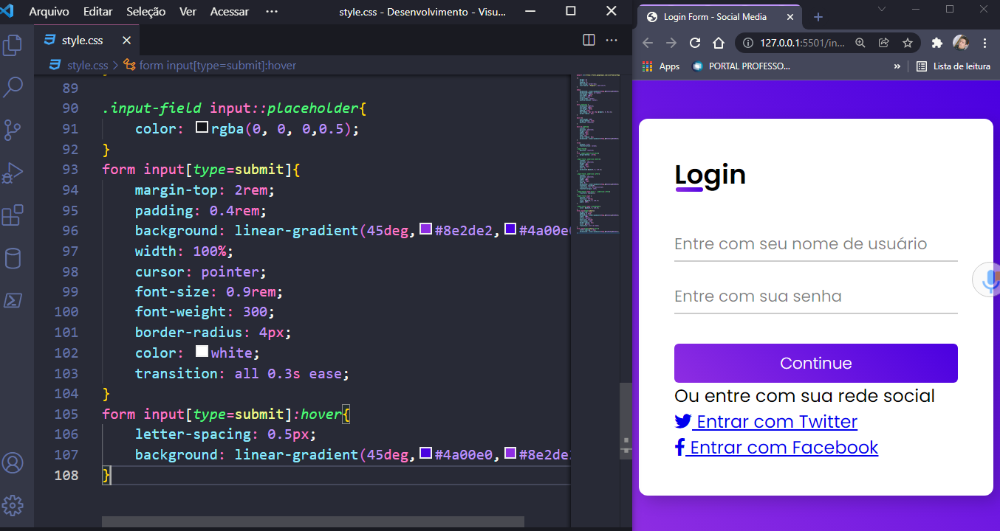 Arquivo Editar Seleção Ver Acessar ··· style.css - Desenvolvimento - Visu...
style.css
style.css > form input[type=submit]:hover
89
90 .input-field input::placeholder{
91 color: rgba(0, 0, 0,0.5);
92 }
93 form input[type=submit]{
94 margin-top: 2rem;
95 padding: 0.4rem;
96 background: linear-gradient(45deg,#8e2de2,#4a00e
97 width: 100%;
98 cursor: pointer;
99 font-size: 0.9rem;
100 font-weight: 300;
101 border-radius: 4px;
102 color: white;
103 transition: all 0.3s ease;
104 }
105 form input[type=submit]:hover{
106 letter-spacing: 0.5px;
107 background: linear-gradient(45deg,#4a00e0,#8e2de
108 }
Login Form - Social Media
127.0.0.1:5501/in...
Apps PORTAL PROFESSO... » Lista de leitura
Login
Entre com seu nome de usuário
Entre com sua senha
Continue
Ou entre com sua rede social
Entrar com Twitter
Entrar com Facebook